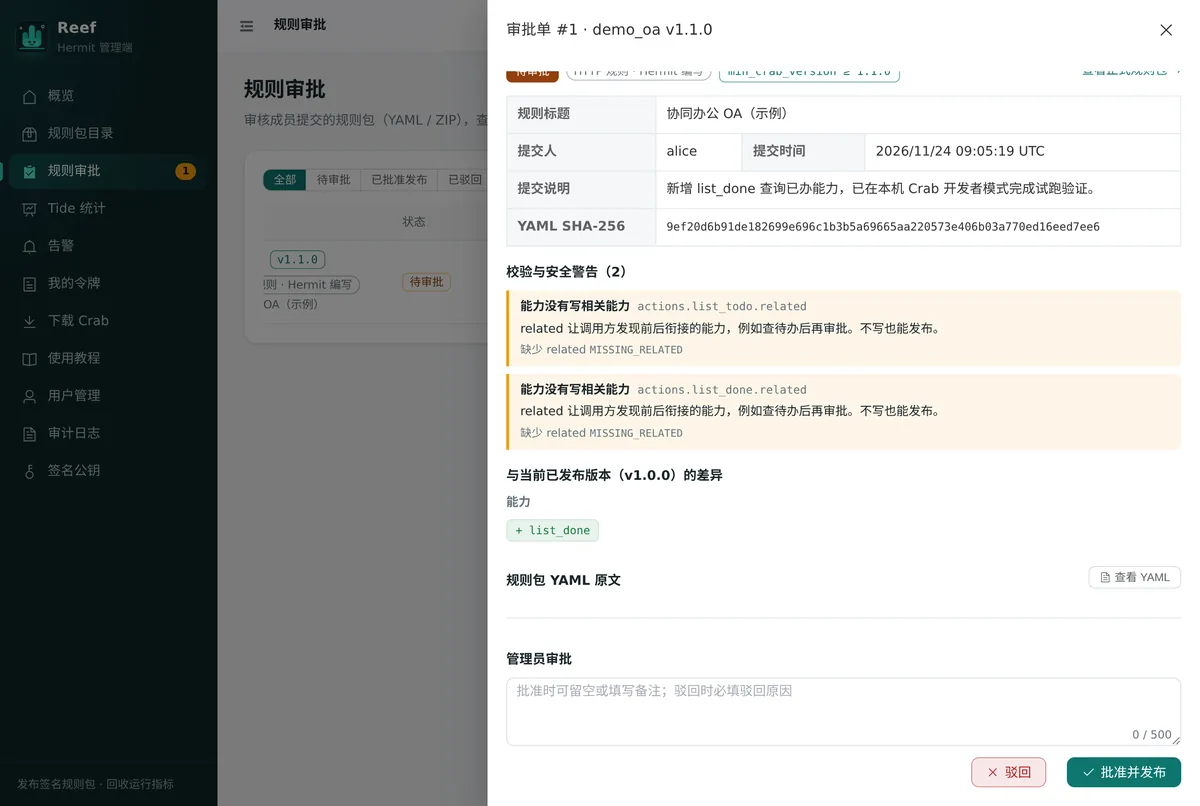 Reef
Hermit 管理端
概览
规则包目录
规则审批
1
Tide 统计
告警
我的令牌
下载 Crab
使用教程
用户管理
审计日志
签名公钥
发布签名规则包 · 回收运行指标
规则审批
规则审批
审核成员提交的规则包（YAML / ZIP），查
全部 待审批 已批准发布 已驳回
状态
v1.1.0
则 · Hermit 编写
OA（示例）
待审批
审批单 #1 · demo_oa v1.1.0
待审批 HTTP 规则 · Hermit 编写 min_crab_version ≥ 1.1.0 查看正式规则包
规则标题 协同办公 OA（示例）
提交人 alice 提交时间 2026/11/24 09:05:19 UTC
提交说明 新增 list_done 查询已办能力，已在本机 Crab 开发者模式完成试跑验证。
YAML SHA-256 9ef20d6b91de182699e696c1b3b5a69665aa220573e406b03a770ed16eed7ee6
校验与安全警告（2）
能力没有写相关能力 actions.list_todo.related
related 让调用方发现前后衔接的能力，例如查待办后再审批。不写也能发布。
缺少 related MISSING_RELATED
能力没有写相关能力 actions.list_done.related
related 让调用方发现前后衔接的能力，例如查待办后再审批。不写也能发布。
缺少 related MISSING_RELATED
与当前已发布版本（v1.0.0）的差异
能力
+ list_done
规则包 YAML 原文
查看 YAML
管理员审批
批准时可留空或填写备注；驳回时必填驳回原因
0 / 500
驳回
批准并发布